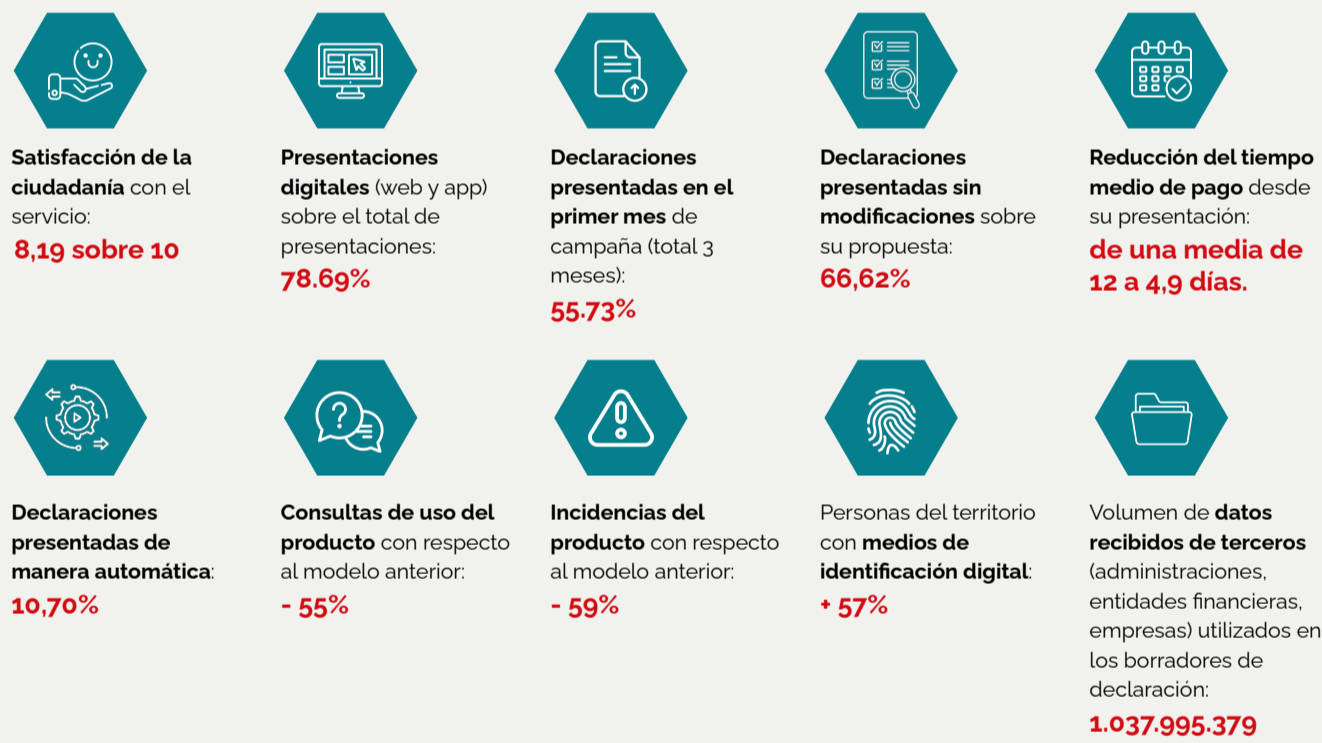 Satisfacción de la
ciudadanía con el
servicio:
8,19 sobre 10
Presentaciones
digitales (web y app)
sobre el total de
presentaciones:
78.69%
Declaraciones
presentadas en el
primer mes de
campaña (total 3
meses):
55.73%
Declaraciones
presentadas sin
modificaciones sobre
su propuesta:
66,62%
Reducción del tiempo
medio de pago desde
su presentación:
de una media de
12 a 4,9 días.
Declaraciones
presentadas de
manera automática:
10,70%
Consultas de uso del
producto con respecto
al modelo anterior:
- 55%
Incidencias del
producto con respecto
al modelo anterior:
- 59%
Personas del territorio
con medios de
identificación digital:
+ 57%
Volumen de datos
recibidos de terceros
(administraciones,
entidades financieras,
empresas) utilizados en
los borradores de
declaración:
1.037.995.379